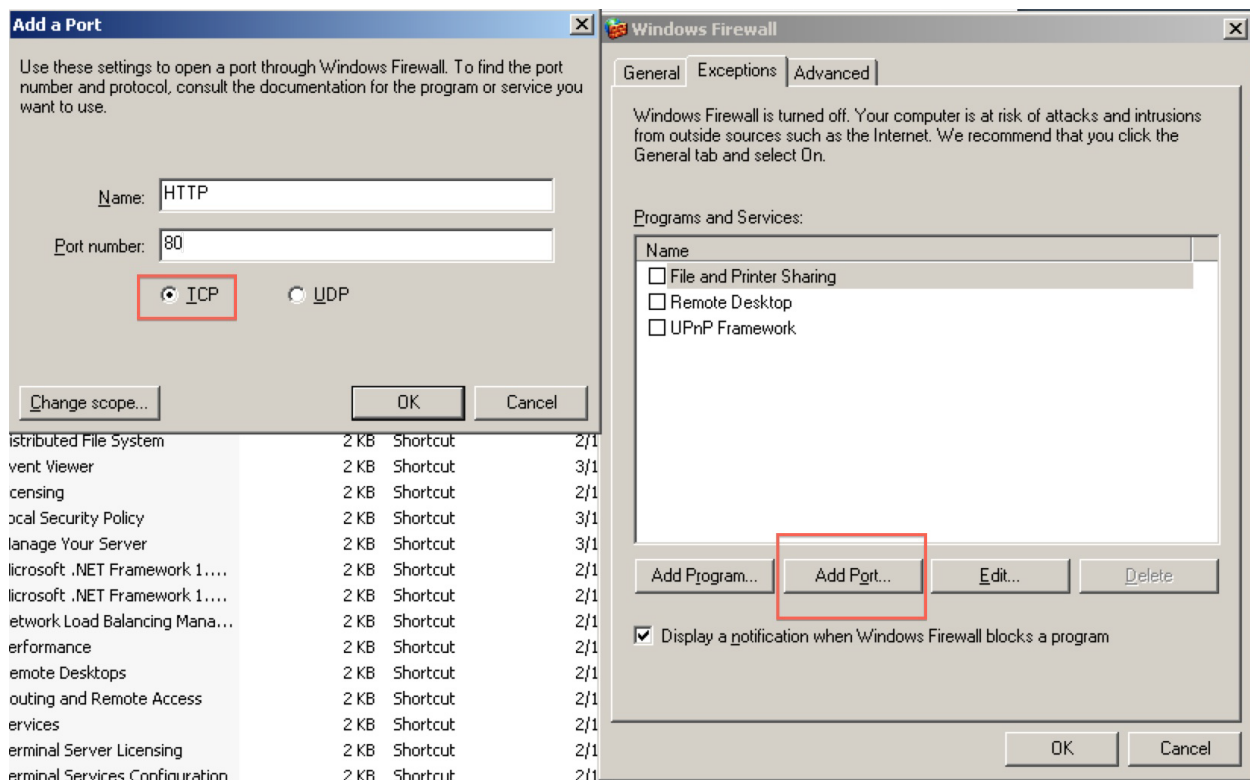 Add a Port
Use these settings to open a port through Windows Firewall. To find the port
number and protocol, consult the documentation for the program or service you
want to use.
Name: HTTP
Port number: 80
TCP UDP
Change scope... OK Cancel
istributed File System 2 KB Shortcut 2/1
vent Viewer 2 KB Shortcut 3/1
censing 2 KB Shortcut 2/1
ocal Security Policy 2 KB Shortcut 3/1
lanage Your Server 2 KB Shortcut 3/1
licrosoft .NET Framework 1.... 2 KB Shortcut 2/1
licrosoft .NET Framework 1.... 2 KB Shortcut 2/1
etwork Load Balancing Mana... 2 KB Shortcut 2/1
erformance 2 KB Shortcut 2/1
emote Desktops 2 KB Shortcut 2/1
outing and Remote Access 2 KB Shortcut 2/1
ervices 2 KB Shortcut 2/1
erminal Server Licensing 2 KB Shortcut 2/1
erminal Services Configuration 2 KB Shortcut 2/1
Windows Firewall
General Exceptions Advanced
Windows Firewall is turned off. Your computer is at risk of attacks and intrusions
from outside sources such as the Internet. We recommend that you click the
General tab and select On.
Programs and Services:
Name
File and Printer Sharing
Remote Desktop
UPnP Framework
Add Program... Add Port... Edit... Delete
Display a notification when Windows Firewall blocks a program
OK Cancel